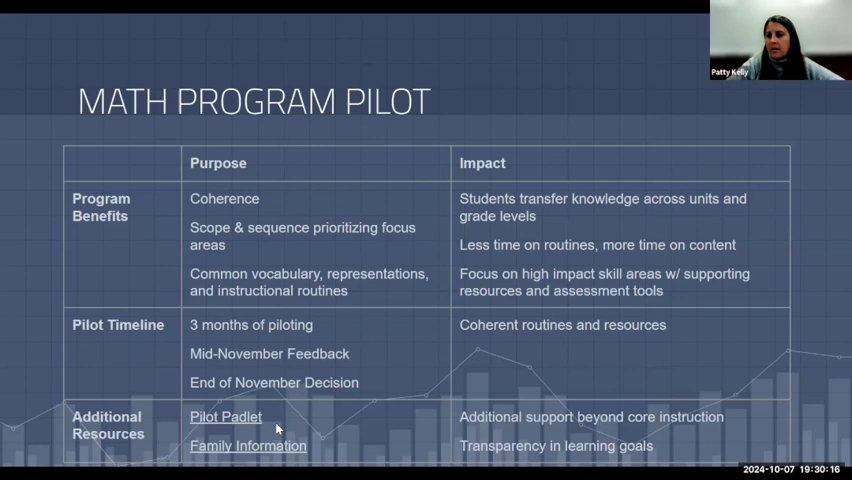 Patty Kelly
MATH PROGRAM PILOT
Purpose
Impact
Program
Benefits
Coherence
Scope & sequence prioritizing focus
areas
Common vocabulary, representations,
and instructional routines
Students transfer knowledge across units and
grade levels
Less time on routines, more time on content
Focus on high impact skill areas w/ supporting
resources and assessment tools
Pilot Timeline
3 months of piloting
Mid-November Feedback
End of November Decision
Coherent routines and resources
Additional
Resources
Pilot Padlet
Family Information
Additional support beyond core instruction
Transparency in learning goals
2024-10-07 19:30:16